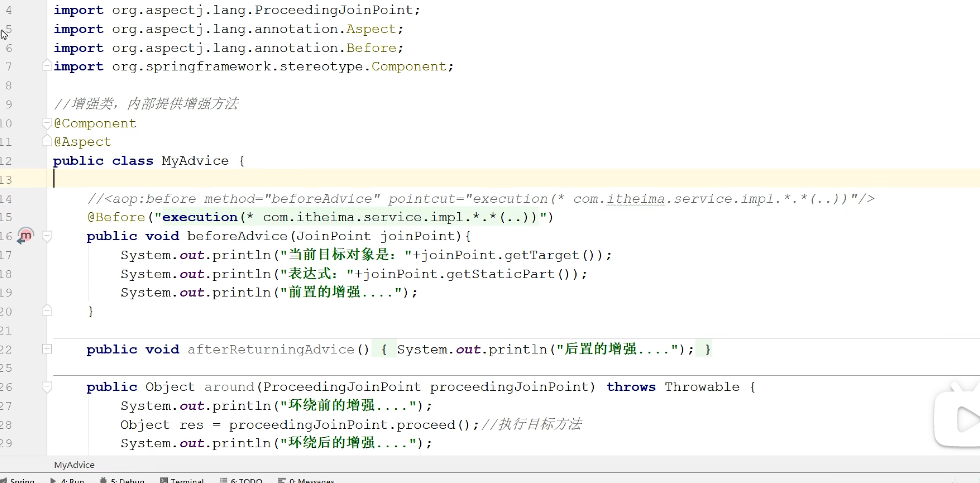 4 import org.aspectj.lang.ProceedingJoinPoint;
5 import org.aspectj.lang.annotation.Aspect;
6 import org.aspectj.lang.annotation.Before;
7 import org.springframework.stereotype.Component;
8
9 //增强类，内部提供增强方法
10 @Component
11 @Aspect
12 public class MyAdvice {
13
14 //<aop:before method="beforeAdvice" pointcut="execution(* com.itheima.service.impl.*.*(..))"/>
15 @Before("execution(* com.itheima.service.impl.*.*(..))")
16 public void beforeAdvice(JoinPoint joinPoint){
17 System.out.println("当前目标对象是："+joinPoint.getTarget());
18 System.out.println("表达式："+joinPoint.getStaticPart());
19 System.out.println("前置的增强....");
20 }
21
22 public void afterReturningAdvice() { System.out.println("后置的增强...."); }
25
26 public Object around(ProceedingJoinPoint proceedingJoinPoint) throws Throwable {
27 System.out.println("环绕前的增强....");
28 Object res = proceedingJoinPoint.proceed();//执行目标方法
29 System.out.println("环绕后的增强....");
MyAdvice
Spring 4: Run 5: Debug Terminal 6: TODO 0: Messages